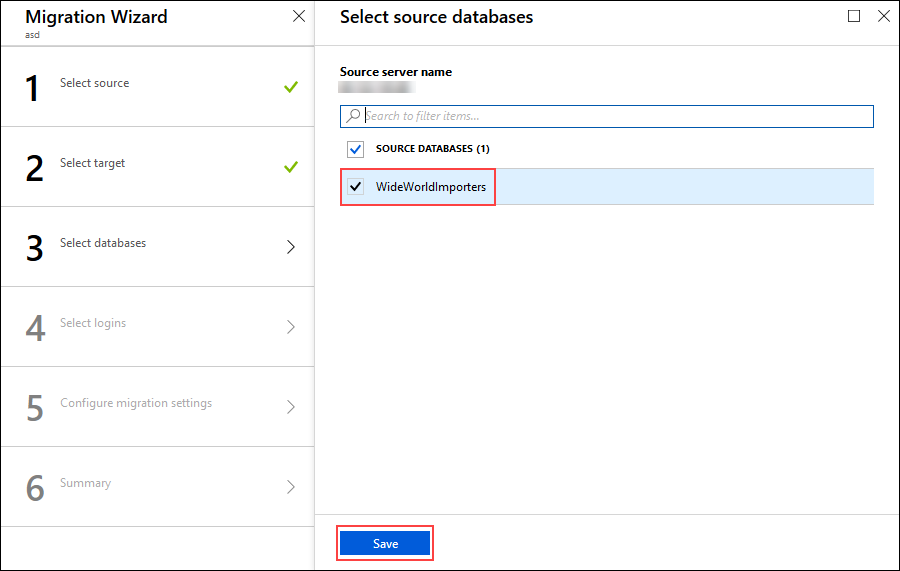 Migration Wizard
asd
1 Select source
2 Select target
3 Select databases
4 Select logins
5 Configure migration settings
6 Summary
Select source databases
Source server name
Search to filter items...
SOURCE DATABASES (1)
WideWorldImporters
Save